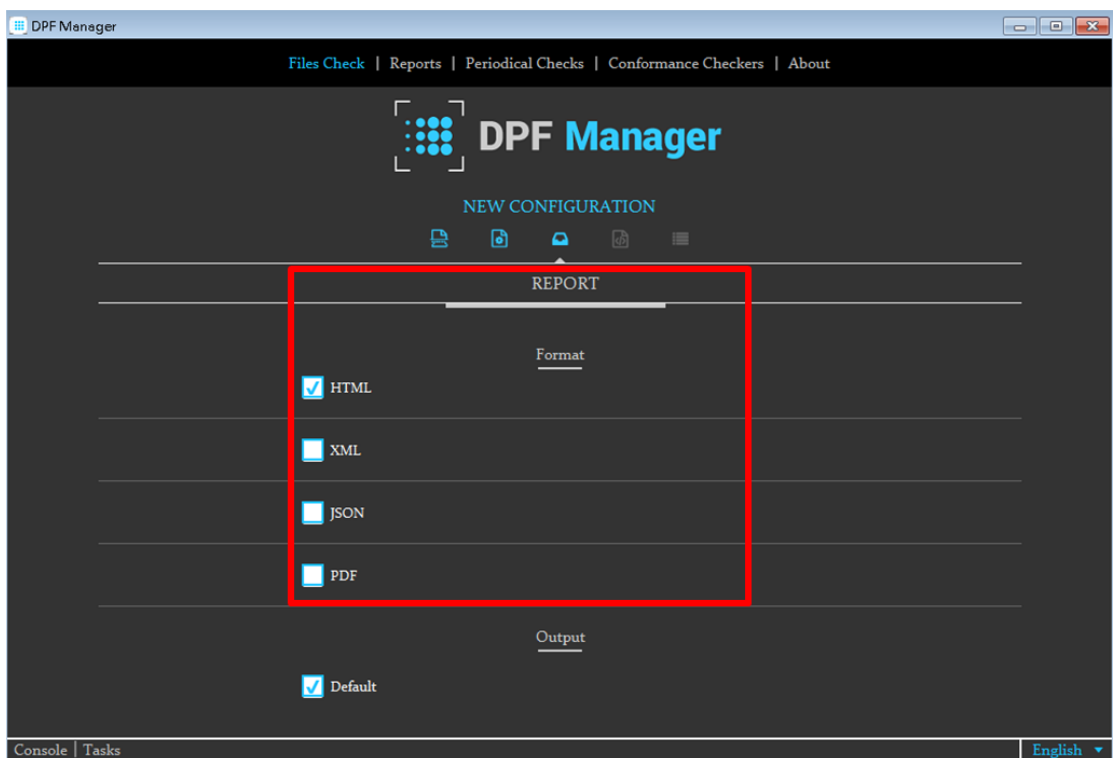 DPF Manager
Files Check | Reports | Periodical Checks | Conformance Checkers | About
DPF Manager
NEW CONFIGURATION
REPORT
Format
HTML
XML
JSON
PDF
Output
Default
Console | Tasks
English